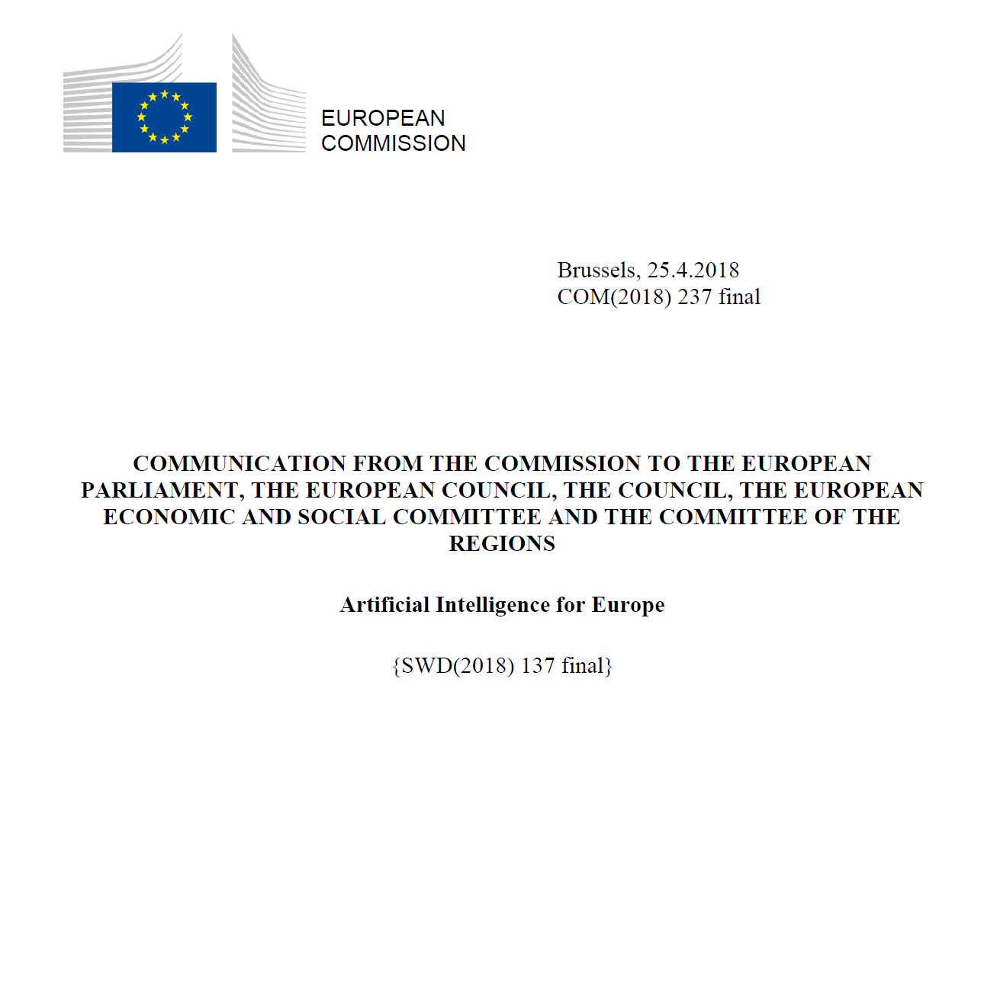 EUROPEAN
COMMISSION
Brussels, 25.4.2018
COM(2018) 237 final
COMMUNICATION FROM THE COMMISSION TO THE EUROPEAN
PARLIAMENT, THE EUROPEAN COUNCIL, THE COUNCIL, THE EUROPEAN
ECONOMIC AND SOCIAL COMMITTEE AND THE COMMITTEE OF THE
REGIONS
Artificial Intelligence for Europe
{SWD(2018) 137 final}